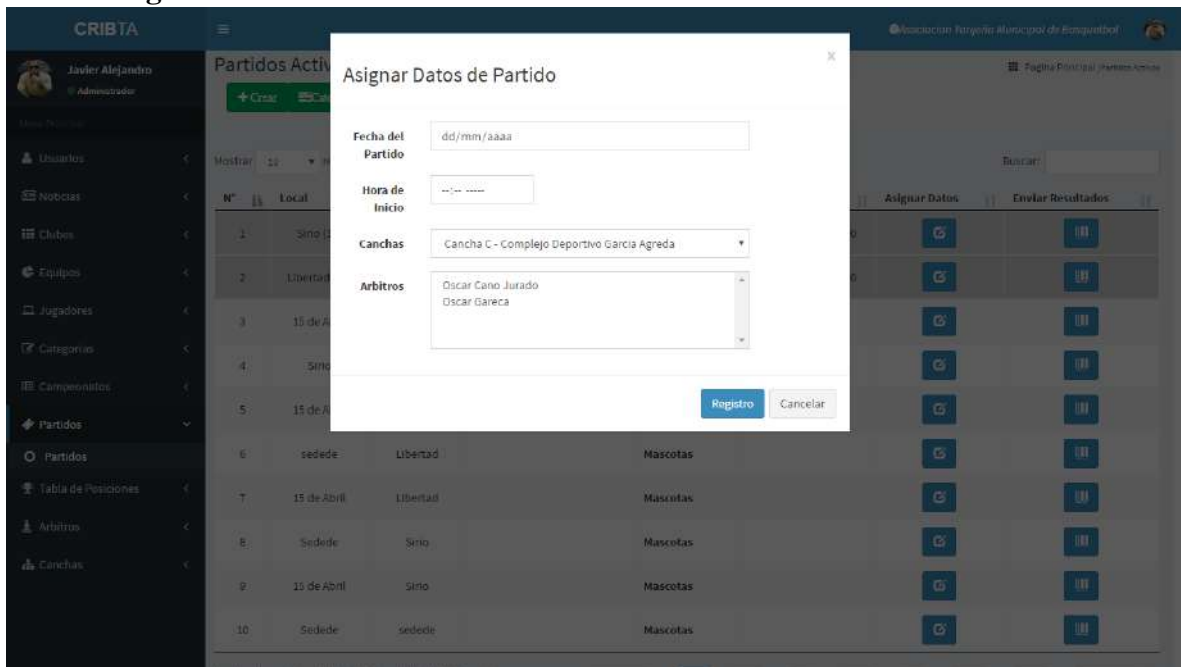 CRIBTA
Asociacion Tarijeña Municipal de Basquetbol
Javier Alejandro
Administrador
Partidos Activ
Pagina Principal
+Crear
Asignar Datos de Partido
x
Fecha del Partido
dd/mm/aaaa
Hora de Inicio
--:-- -----
Canchas
Cancha C - Complejo Deportivo Garcia Agreda
Arbitros
Oscar Cano Jurado
Oscar Gareca
Registro
Cancelar
Usuarios
Noticias
Clubes
Equipos
Jugadores
Categorias
Campeonatos
Partidos
Partidos
Tabla de Posiciones
Arbitros
Canchas
Mostrar 10
Buscar:
N° Local Asignar Datos Enviar Resultados
1 Sirio
2 Libertad
3 15 de A
4 Sirio
5 15 de A
6 sedede Libertad Mascotas
7 15 de Abril Libertad Mascotas
8 Sedede Sirio Mascotas
9 15 de Abril Sirio Mascotas
10 Sedede sedede Mascotas